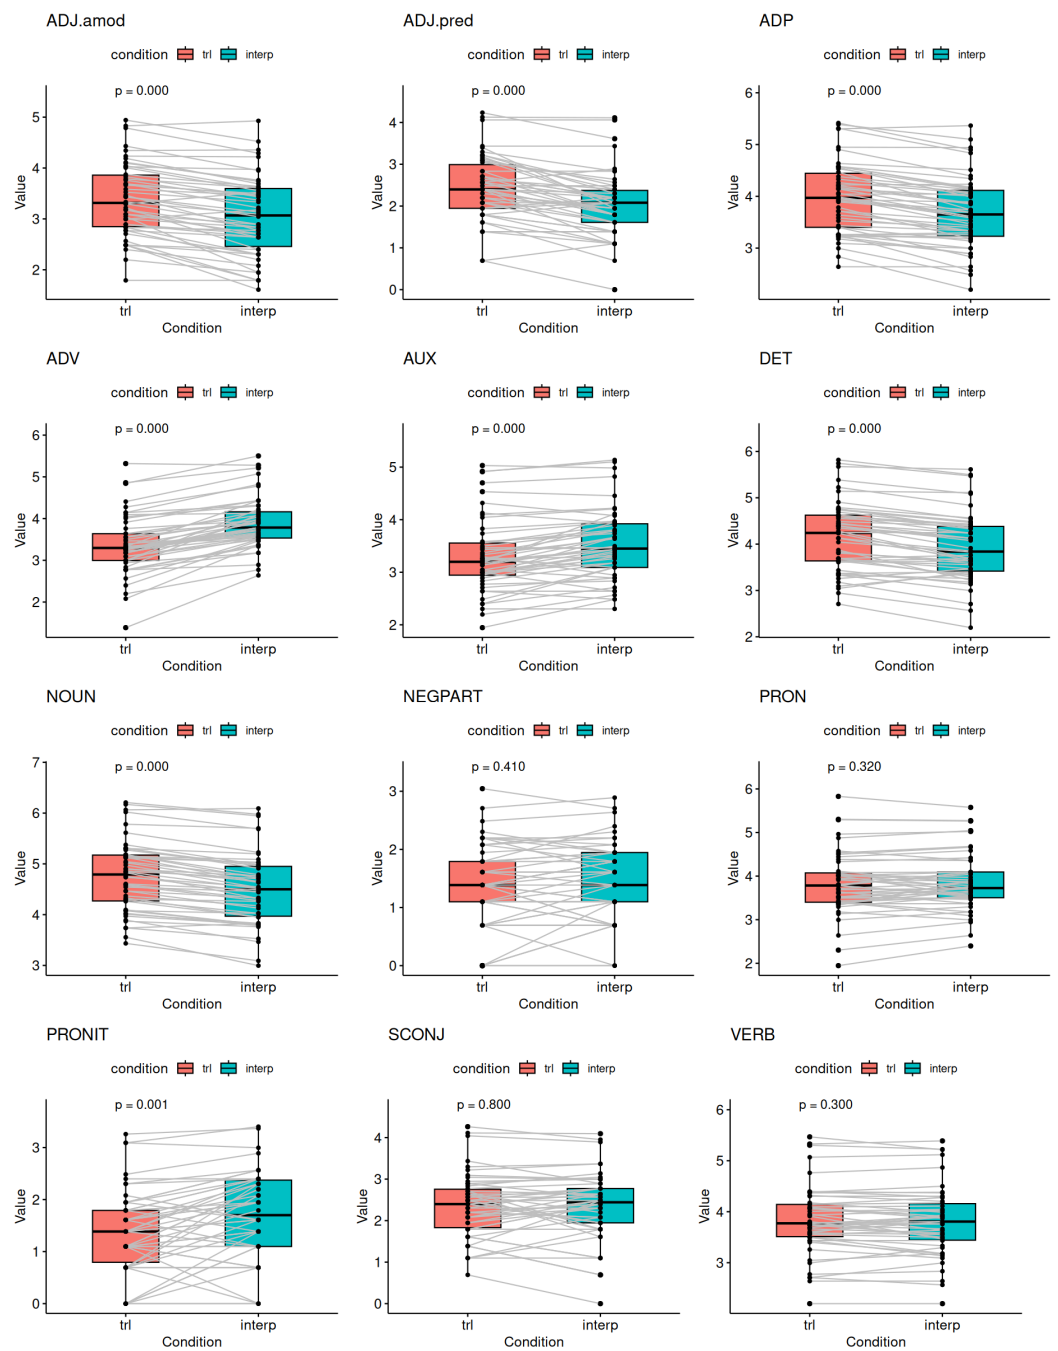 ADJ.amod
condition trl interp
p = 0.000
Value
5
4
3
2
trl interp
Condition
ADJ.pred
condition trl interp
p = 0.000
Value
4
3
2
1
0
trl interp
Condition
ADP
condition trl interp
p = 0.000
Value
6
5
4
3
trl interp
Condition
ADV
condition trl interp
p = 0.000
Value
6
5
4
3
2
trl interp
Condition
AUX
condition trl interp
p = 0.000
Value
5
4
3
2
trl interp
Condition
DET
condition trl interp
p = 0.000
Value
6
5
4
3
2
trl interp
Condition
NOUN
condition trl interp
p = 0.000
Value
7
6
5
4
3
trl interp
Condition
NEGPART
condition trl interp
p = 0.410
Value
3
2
1
0
trl interp
Condition
PRON
condition trl interp
p = 0.320
Value
6
5
4
3
2
trl interp
Condition
PRONIT
condition trl interp
p = 0.001
Value
3
2
1
0
trl interp
Condition
SCONJ
condition trl interp
p = 0.800
Value
4
3
2
1
0
trl interp
Condition
VERB
condition trl interp
p = 0.300
Value
6
5
4
3
trl interp
Condition